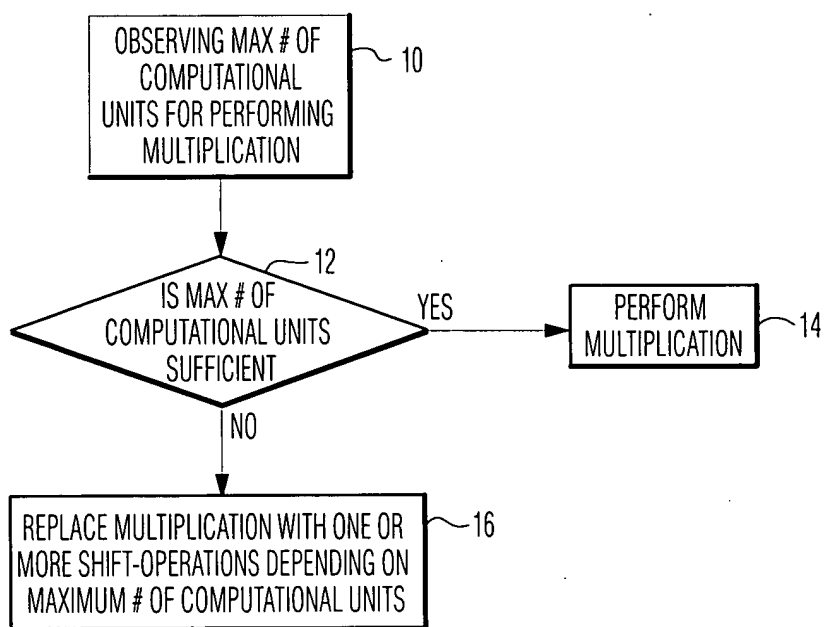 OBSERVING MAX # OF
COMPUTATIONAL
UNITS FOR PERFORMING
MULTIPLICATION
10
12
IS MAX # OF
COMPUTATIONAL UNITS
SUFFICIENT
YES
PERFORM
MULTIPLICATION
14
NO
REPLACE MULTIPLICATION WITH ONE OR
MORE SHIFT-OPERATIONS DEPENDING ON
MAXIMUM # OF COMPUTATIONAL UNITS
16